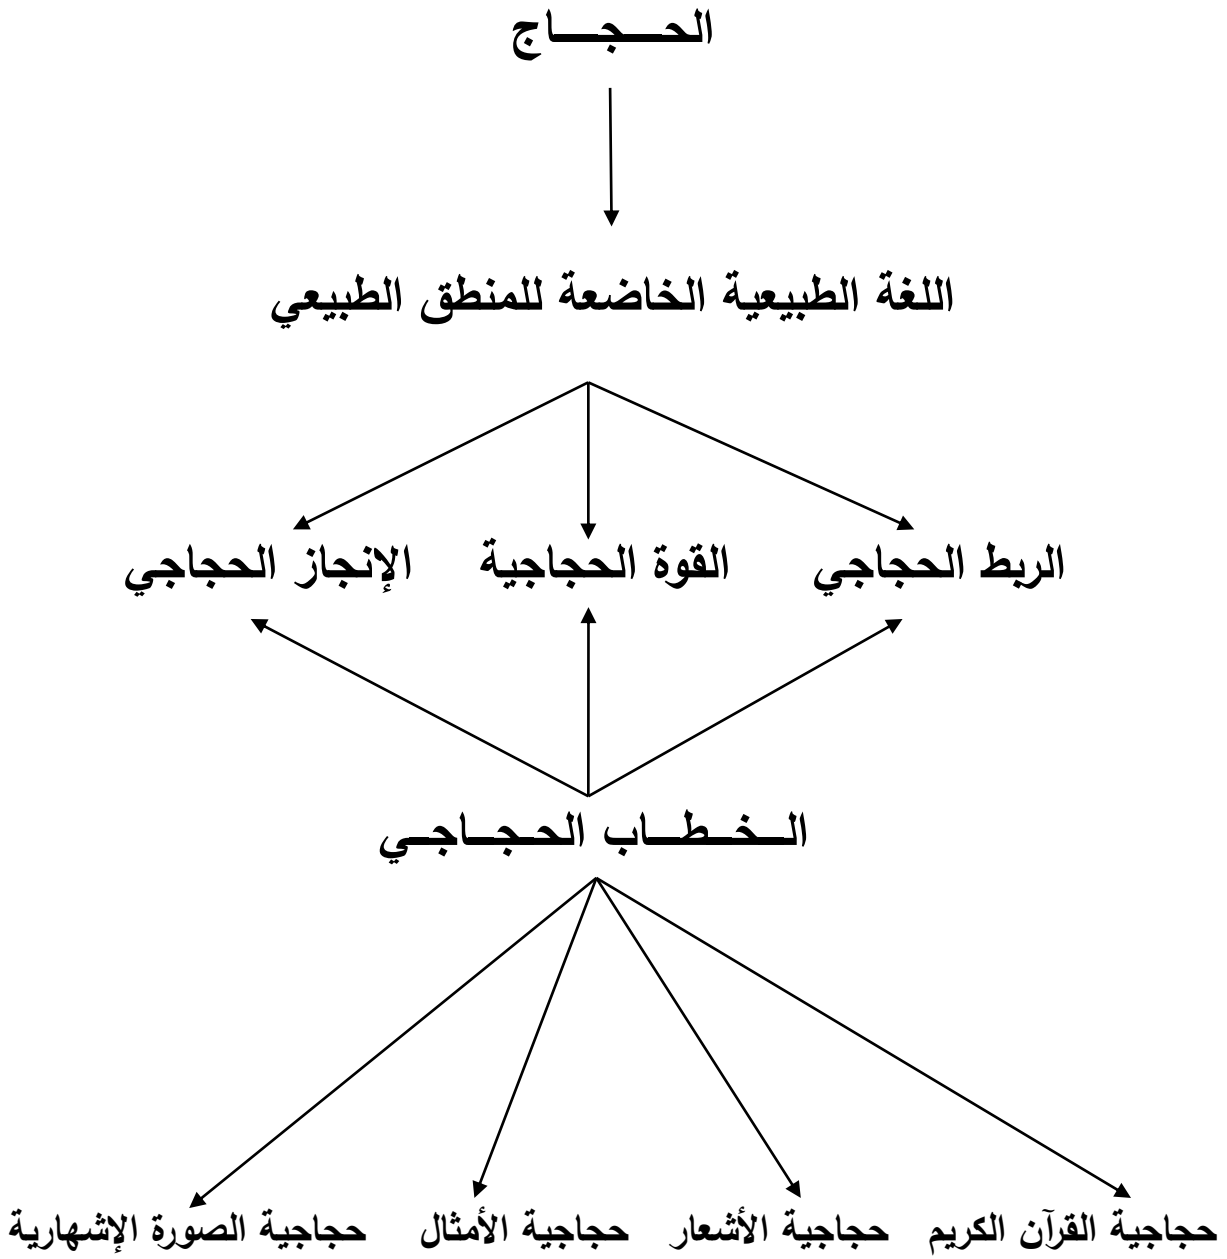 الحجاج
اللغة الطبيعية الخاضعة للمنطق الطبيعي
الربط الحجاجي القوة الحجاجية الإنجاز الحجاجي
الخطاب الحجاجي
حجاجية القرآن الكريم حجاجية الأشعار حجاجية الأمثال حجاجية الصورة الإشهارية